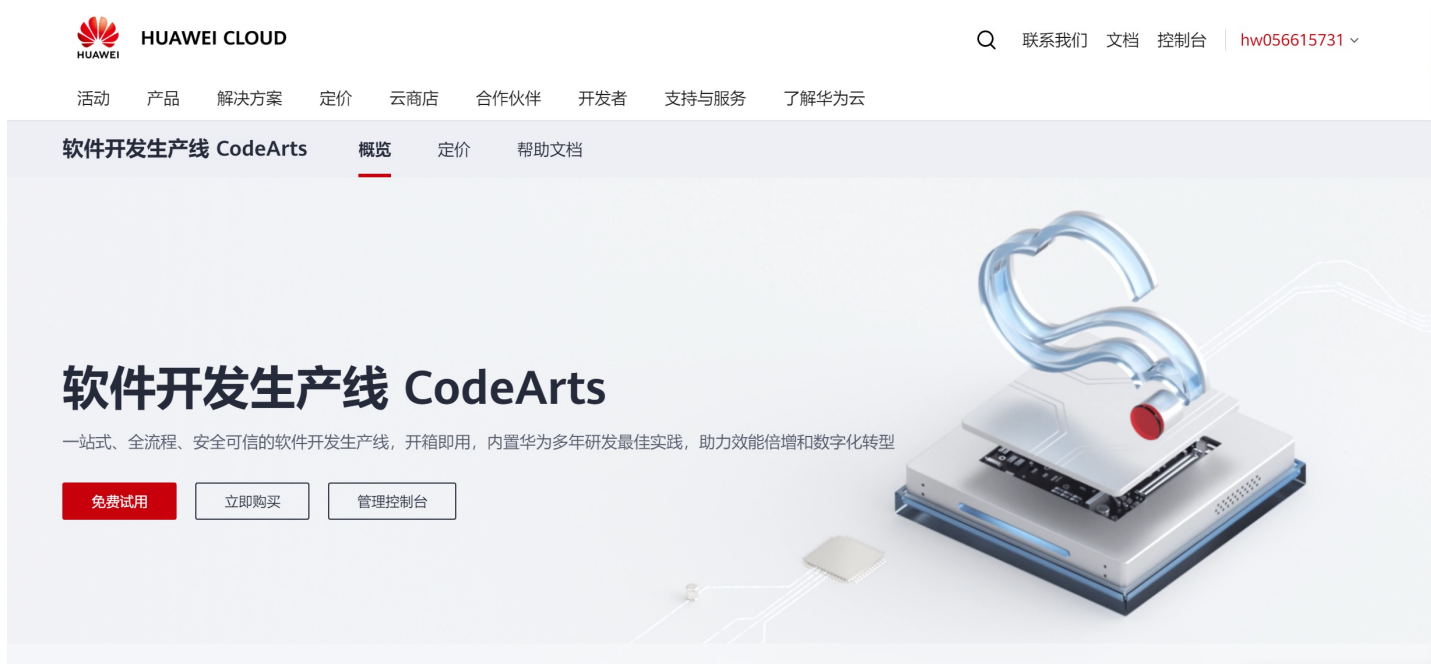 HUAWEI
HUAWEI CLOUD
联系我们 文档 控制台 hw056615731
活动 产品 解决方案 定价 云商店 合作伙伴 开发者 支持与服务 了解华为云
软件开发生产线 CodeArts 概览 定价 帮助文档
软件开发生产线 CodeArts
一站式、全流程、安全可信的软件开发生产线，开箱即用，内置华为多年研发最佳实践，助力效能倍增和数字化转型
免费试用 立即购买 管理控制台